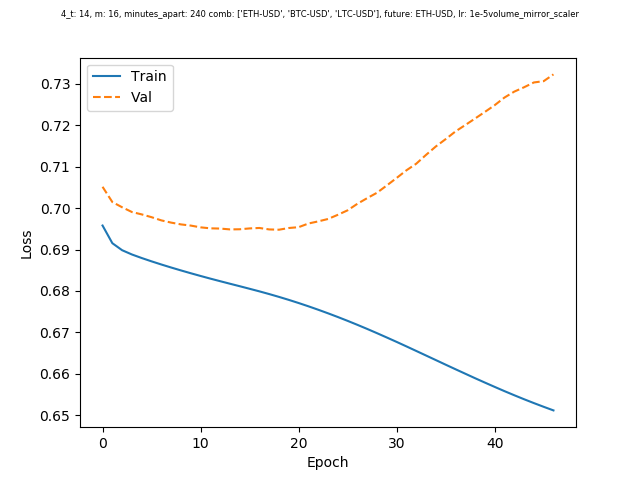 4_t: 14, m: 16, minutes_apart: 240 comb: ['ETH-USD', 'BTC-USD', 'LTC-USD'], future: ETH-USD, lr: 1e-5volume_mirror_scaler
Train
Val
0.73
0.72
0.71
0.70
0.69
0.68
0.67
0.66
0.65
Loss
0 10 20 30 40
Epoch